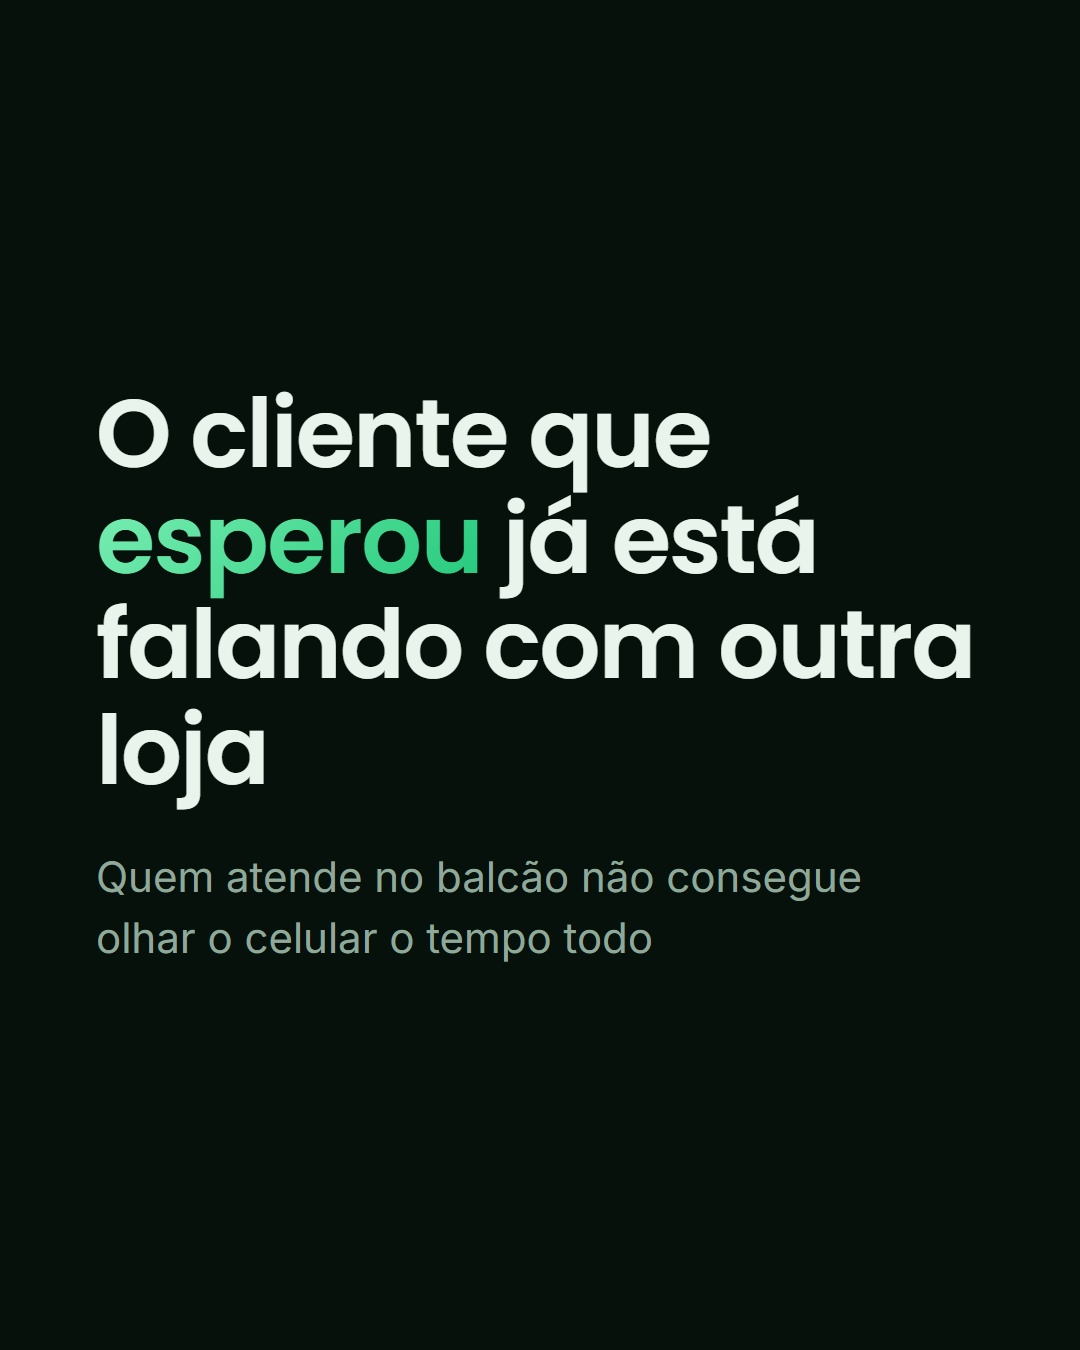 O cliente que
esperou já está
falando com outra
loja
Quem atende no balcão não consegue
olhar o celular o tempo todo